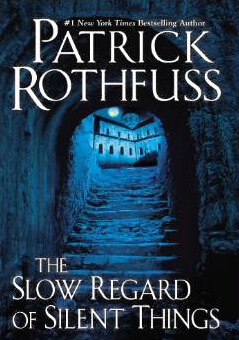 #1 New York Times Bestselling Author
PATRICK
ROTHFUSS
THE
SLOW REGARD
OF SILENT THINGS